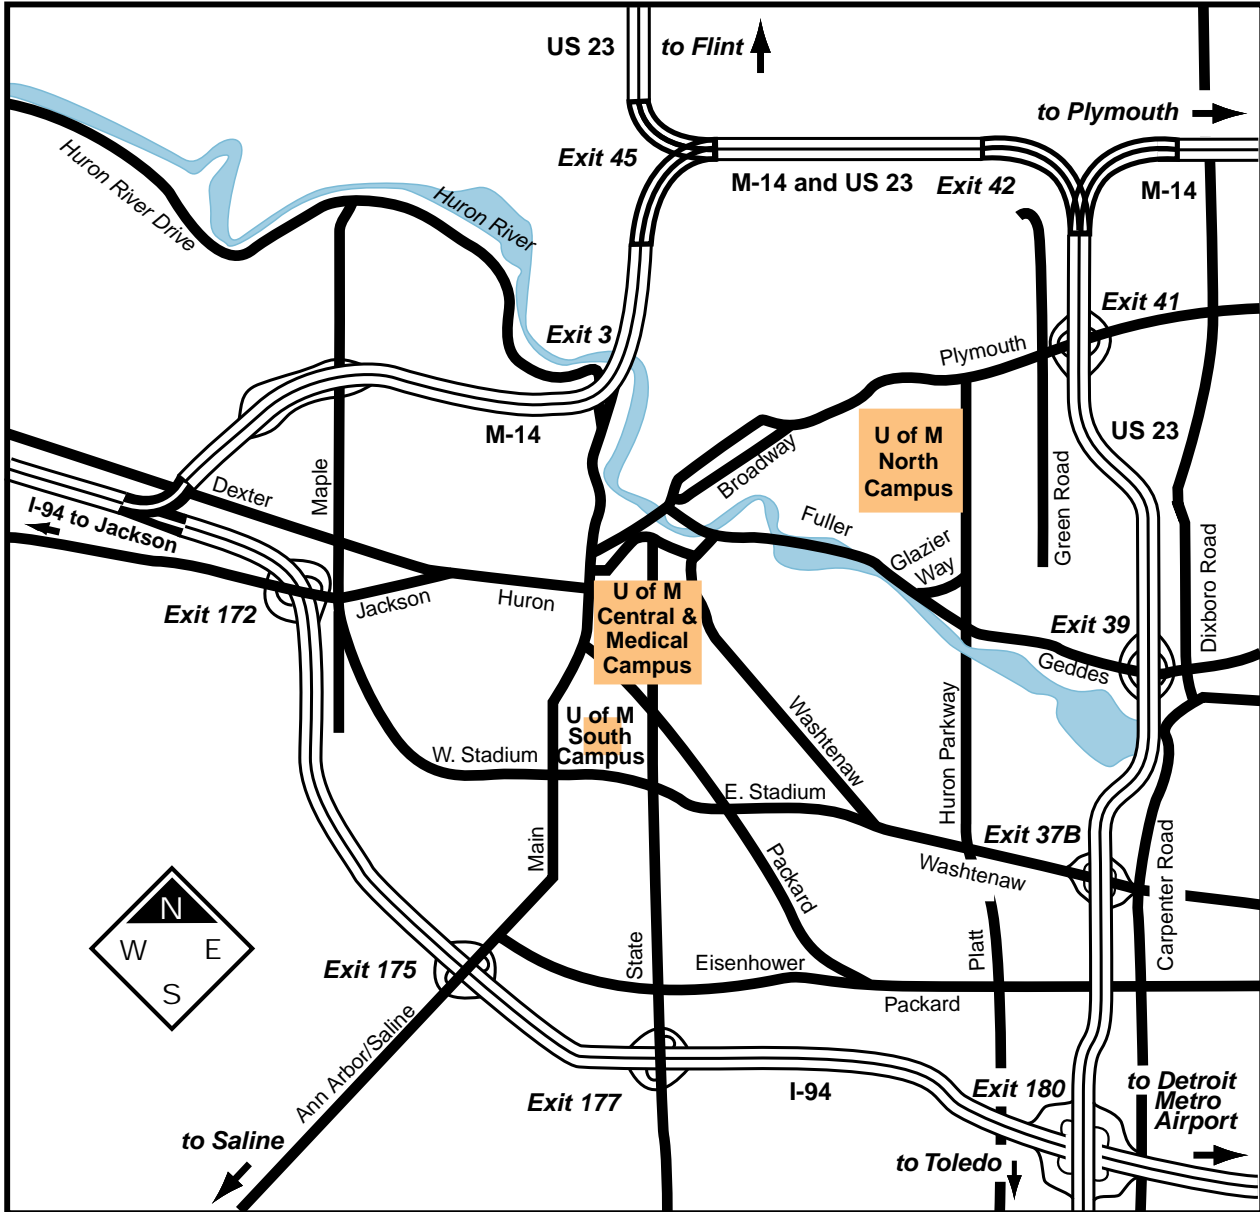 US 23
to Flint
to Plymouth
Exit 45
M-14 and US 23
Exit 42
M-14
Huron River Drive
Huron River
Exit 3
Exit 41
Plymouth
M-14
US 23
U of M
North
Campus
Broadway
Green Road
Maple
Dexter
I-94 to Jackson
Fuller
Glazier
Way
Dixboro Road
Exit 172
Jackson
Huron
U of M
Central &
Medical
Campus
Exit 39
Geddes
U of M
South
Campus
Washtenaw
Huron Parkway
W. Stadium
E. Stadium
Exit 37B
Washtenaw
Main
Packard
Carpenter Road
N
W
E
S
Exit 175
State
Eisenhower
Platt
Packard
Ann Arbor/Saline
Exit 177
I-94
Exit 180
to Detroit
Metro
Airport
to Saline
to Toledo